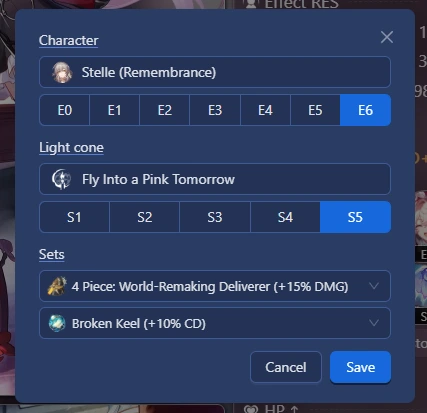 Effect RES
Character
Stelle (Remembrance)
E0 E1 E2 E3 E4 E5 E6
Light cone
Fly Into a Pink Tomorrow
S1 S2 S3 S4 S5
Sets
4 Piece: World-Remaking Deliverer (+15% DMG)
Broken Keel (+10% CD)
Cancel Save
HP ↑